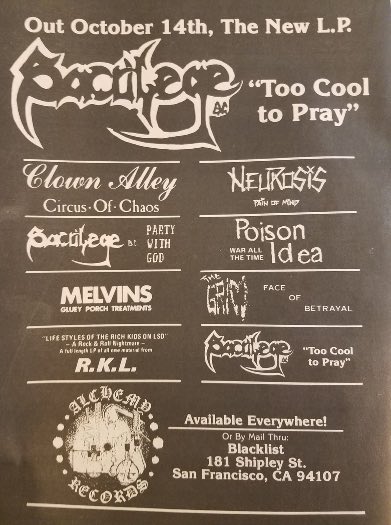 Out October 14th, The New L.P.
Sacrilege
B.C.
"Too Cool
to Pray"
Clown Alley
Circus·Of·Chaos
NEUROSIS
PAIN OF MIND
Sacrilege B.C.
PARTY
WITH
GOD
Poison
WAR ALL
THE TIME
Idea
MELVINS
GLUEY PORCH TREATMENTS
The
GRIM
FACE
OF
BETRAYAL
"LIFE STYLES OF THE RICH KIDS ON LSD"
– A Rock & Roll Nightmare –
A full length LP of all new material from
R.K.L.
Sacrilege
"Too Cool
to Pray"
ALCHEMY
RECORDS
Available Everywhere!
Or By Mail Thru:
Blacklist
181 Shipley St.
San Francisco, CA 94107